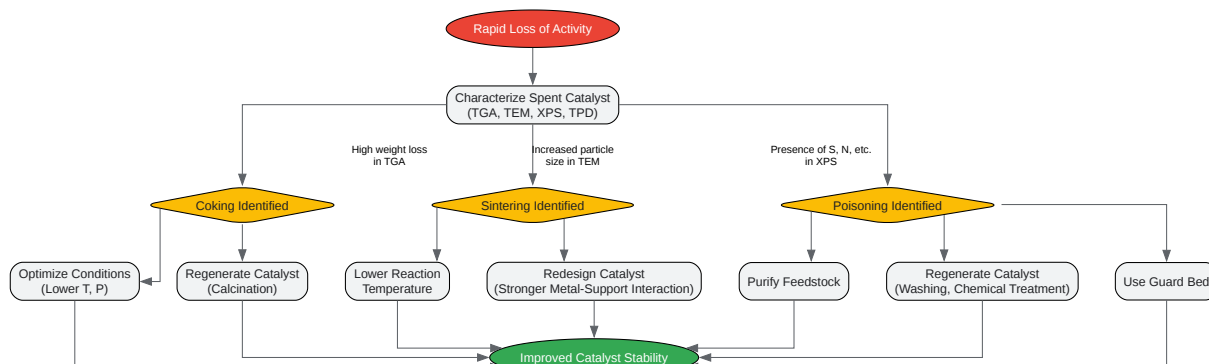 Rapid Loss of Activity
Characterize Spent Catalyst
(TGA, TEM, XPS, TPD)
High weight loss
in TGA
Increased particle
size in TEM
Presence of S, N, etc.
in XPS
Coking Identified
Sintering Identified
Poisoning Identified
Optimize Conditions
(Lower T, P)
Regenerate Catalyst
(Calcination)
Lower Reaction
Temperature
Redesign Catalyst
(Stronger Metal-Support Interaction)
Purify Feedstock
Regenerate Catalyst
(Washing, Chemical Treatment)
Use Guard Bed
Improved Catalyst Stability